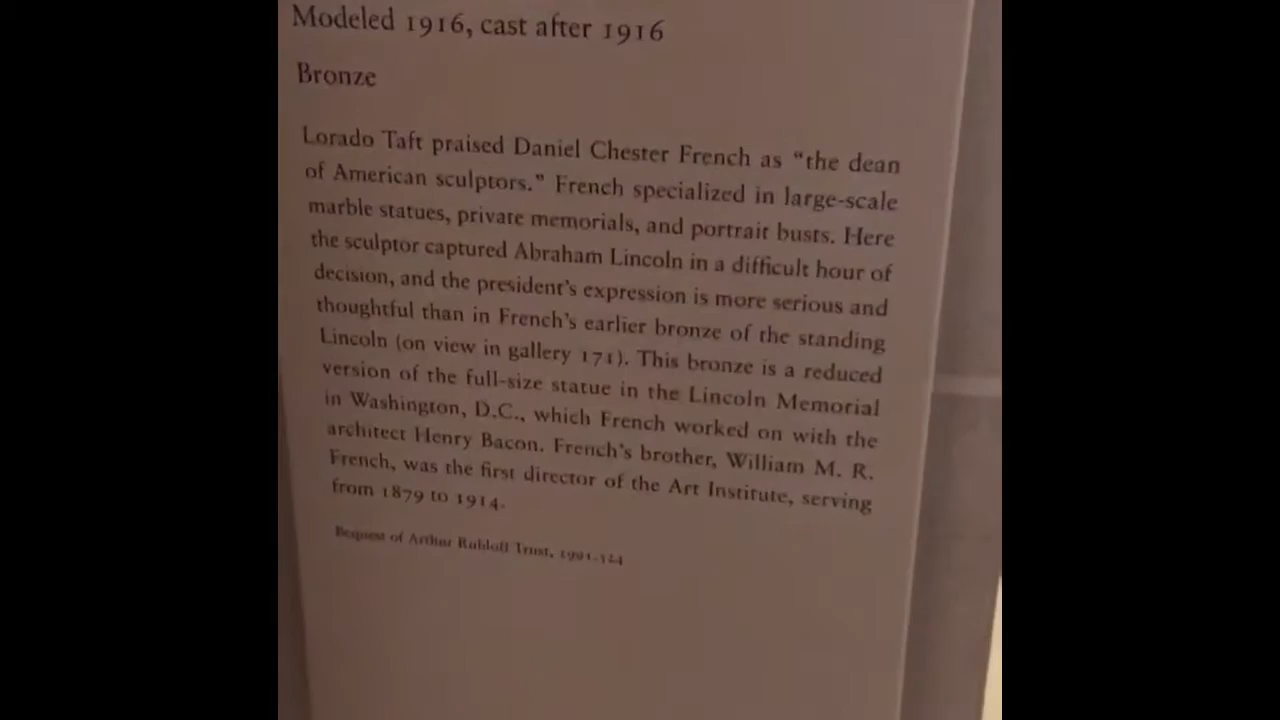 Modeled 1916, cast after 1916
Bronze
Lorado Taft praised Daniel Chester French as “the dean
of American sculptors.” French specialized in large-scale
marble statues, private memorials, and portrait busts. Here
the sculptor captured Abraham Lincoln in a difficult hour of
decision, and the president’s expression is more serious and
thoughtful than in French’s earlier bronze of the standing
Lincoln (on view in gallery 171). This bronze is a reduced
version of the full-size statue in the Lincoln Memorial
in Washington, D.C., which French worked on with the
architect Henry Bacon. French’s brother, William M. R.
French, was the first director of the Art Institute, serving
from 1879 to 1914.
Bequest of Arthur Rubloff Trust,